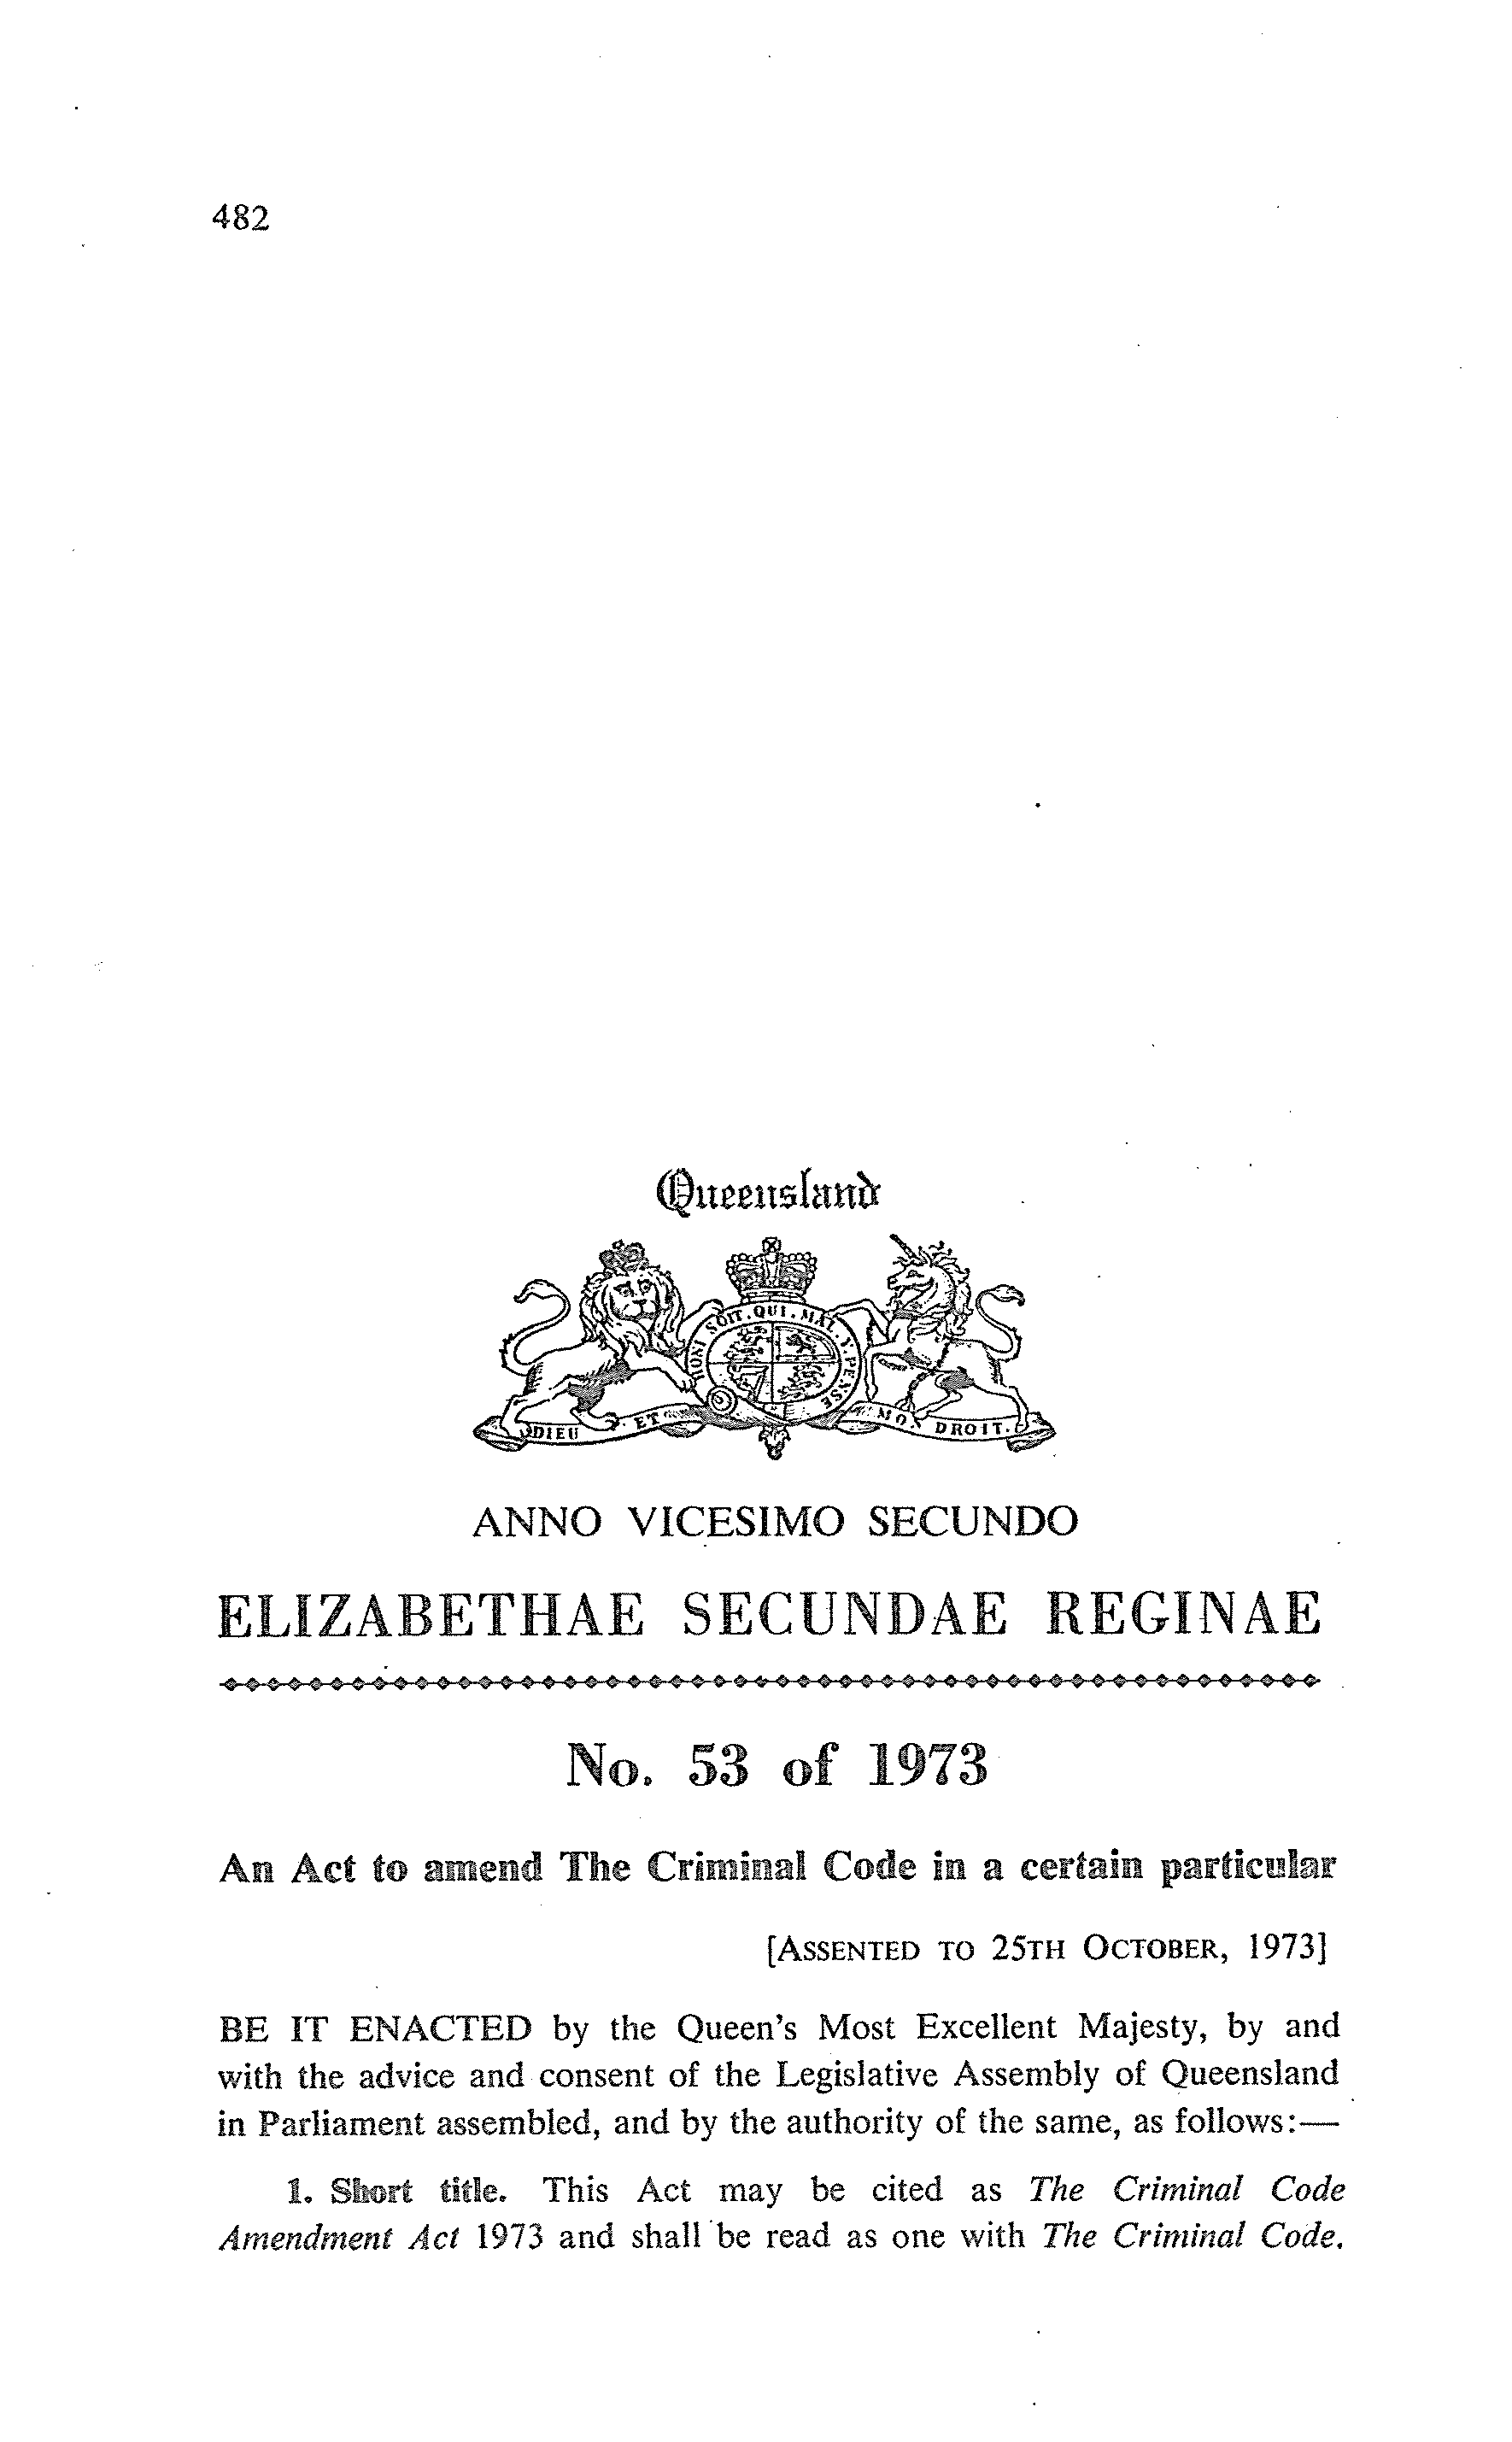 482
Queensland
HONI SOIT.QUI.MAL.Y.PENSE
DIEU ET MON DROIT.
ANNO VICESIMO SECUNDO
ELIZABETHAE SECUNDAE REGINAE
No. 53 of 1973
An Act to amend The Criminal Code in a certain particular
[ASSENTED TO 25TH OCTOBER, 1973]
BE IT ENACTED by the Queen's Most Excellent Majesty, by and
with the advice and consent of the Legislative Assembly of Queensland
in Parliament assembled, and by the authority of the same, as follows:—
1. Short title. This Act may be cited as The Criminal Code
Amendment Act 1973 and shall be read as one with The Criminal Code.